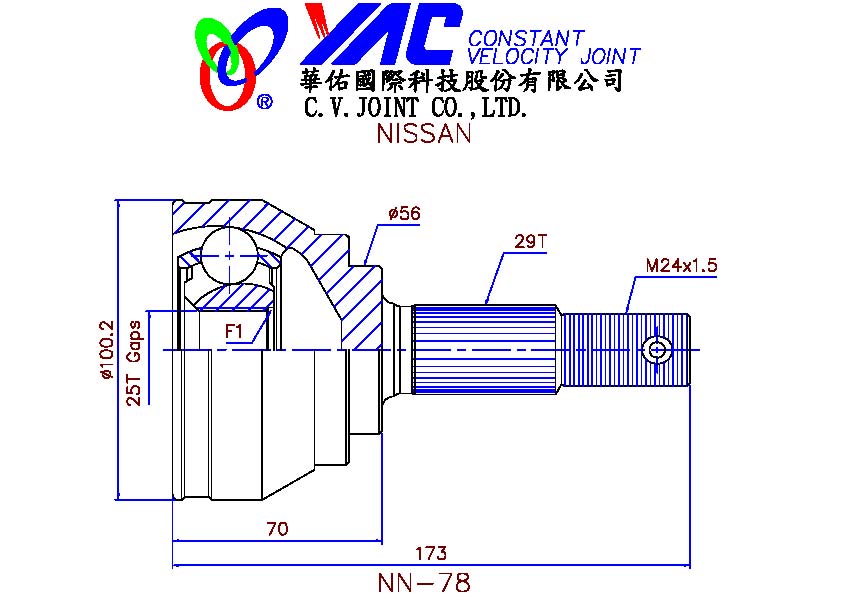 YAC CONSTANT
VELOCITY JOINT
®
華佑國際科技股份有限公司
C.V.JOINT CO.,LTD.
NISSAN
ø56
29T
M24x1.5
F1
ø100.2
25T Gaps
70
173
NN-78